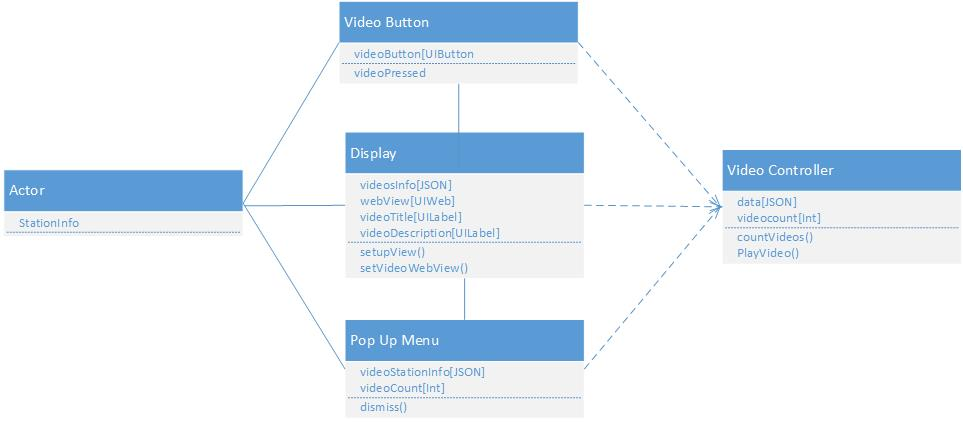 Video Button
videoButton[UIButton
videoPressed
Display
videosInfo[JSON]
webView[UIWeb]
videoTitle[UILabel]
videoDescription[UILabel]
setupView()
setVideoWebView()
Actor
StationInfo
Video Controller
data[JSON]
videocount[Int]
countVideos()
PlayVideo()
Pop Up Menu
videoStationInfo[JSON]
videoCount[Int]
dismiss()